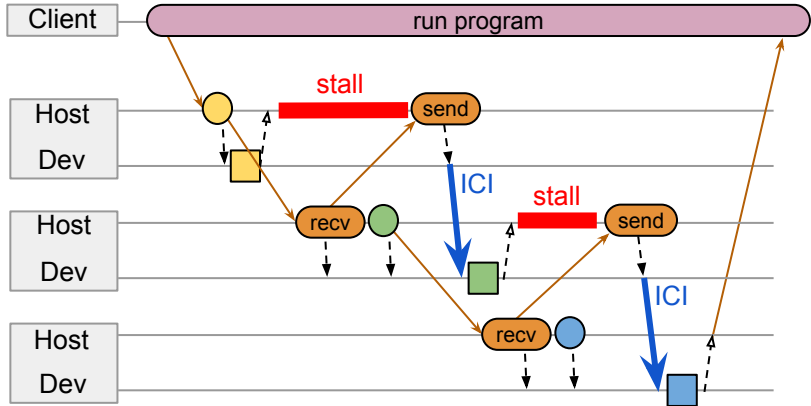 Client
run program
stall
Host
send
Dev
ICI
stall
Host
recv
send
Dev
ICI
Host
recv
Dev